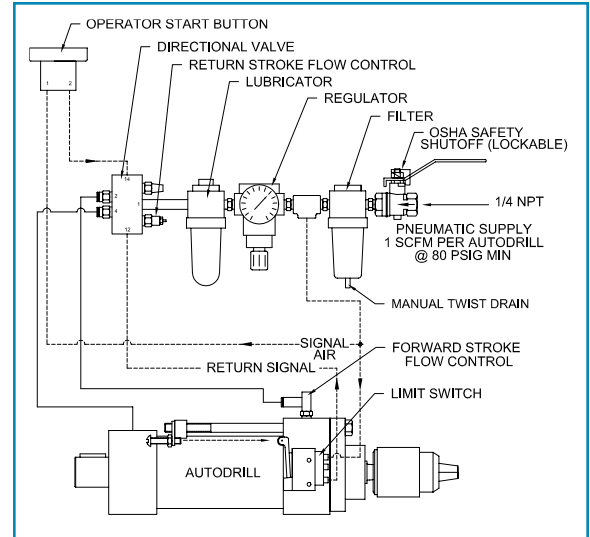 OPERATOR START BUTTON
DIRECTIONAL VALVE
RETURN STROKE FLOW CONTROL
LUBRICATOR
REGULATOR
FILTER
OSHA SAFETY
SHUTOFF (LOCKABLE)
1 2
14
2
1
4
12
1/4 NPT
PNEUMATIC SUPPLY
1 SCFM PER AUTODRILL
@ 80 PSIG MIN
MANUAL TWIST DRAIN
SIGNAL
AIR
RETURN SIGNAL
FORWARD STROKE
FLOW CONTROL
LIMIT SWITCH
AUTODRILL